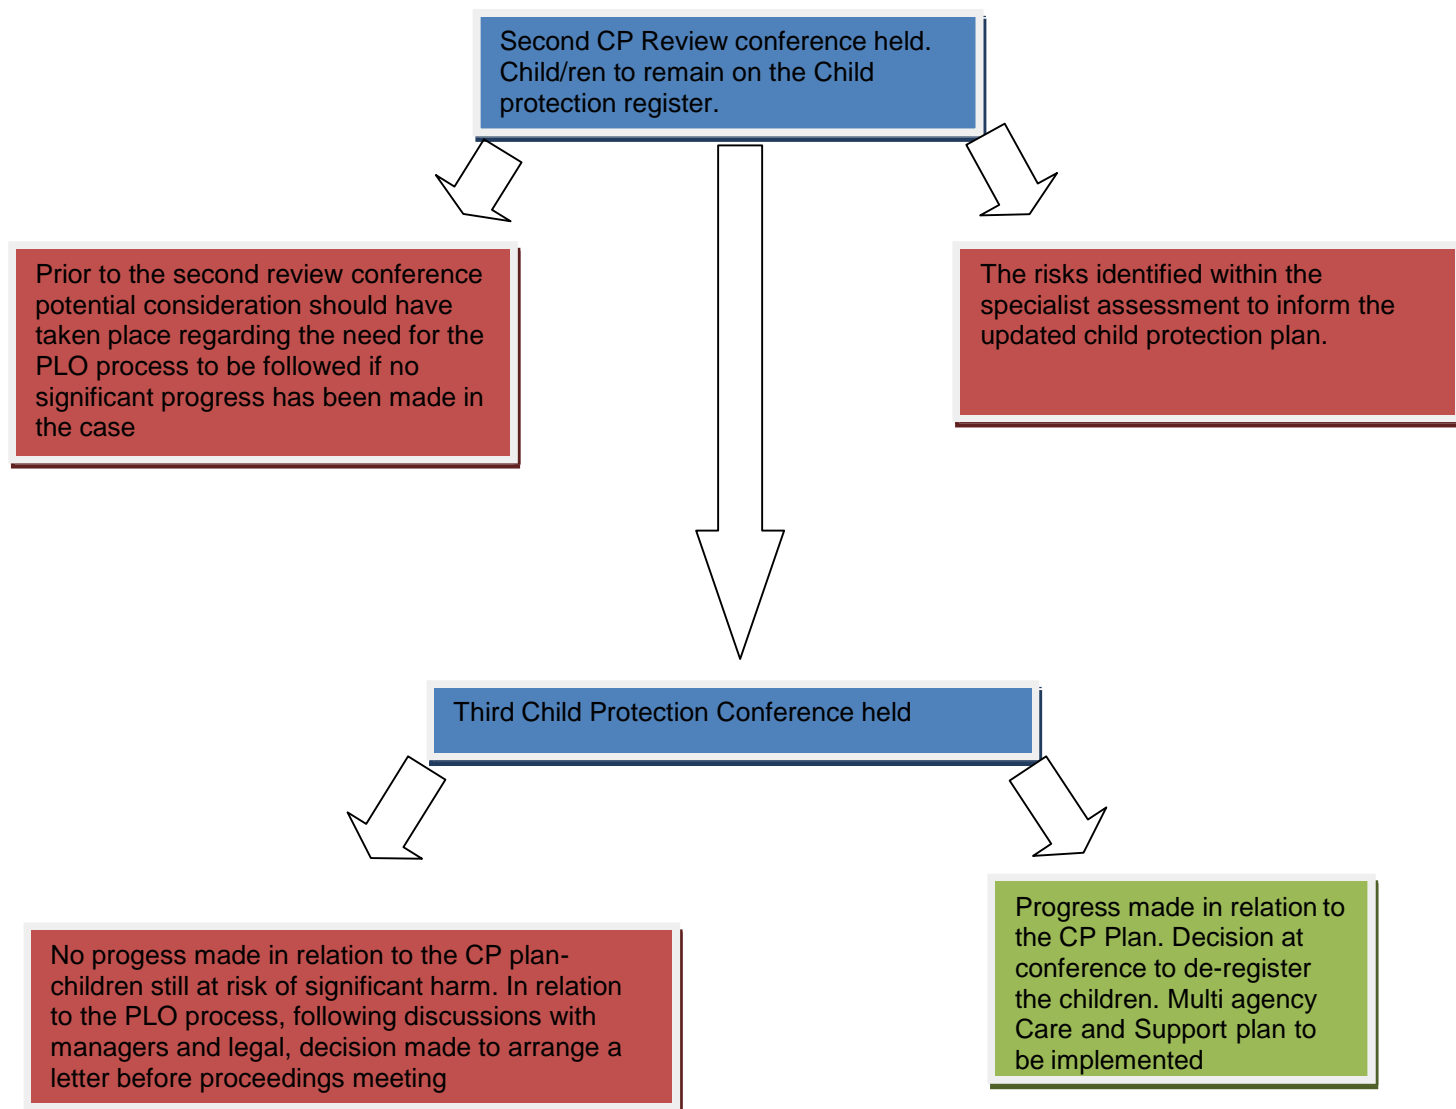 Second CP Review conference held.
Child/ren to remain on the Child
protection register.
Prior to the second review conference
potential consideration should have
taken place regarding the need for the
PLO process to be followed if no
significant progress has been made in
the case
The risks identified within the
specialist assessment to inform the
updated child protection plan.
Third Child Protection Conference held
No progess made in relation to the CP plan-
children still at risk of significant harm. In relation
to the PLO process, following discussions with
managers and legal, decision made to arrange a
letter before proceedings meeting
Progress made in relation to
the CP Plan. Decision at
conference to de-register
the children. Multi agency
Care and Support plan to
be implemented